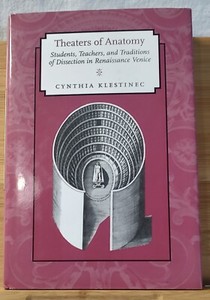 Theaters of Anatomy
Students, Teachers, and Traditions
of Dissection in Renaissance Venice
CYNTHIA KLESTINEC